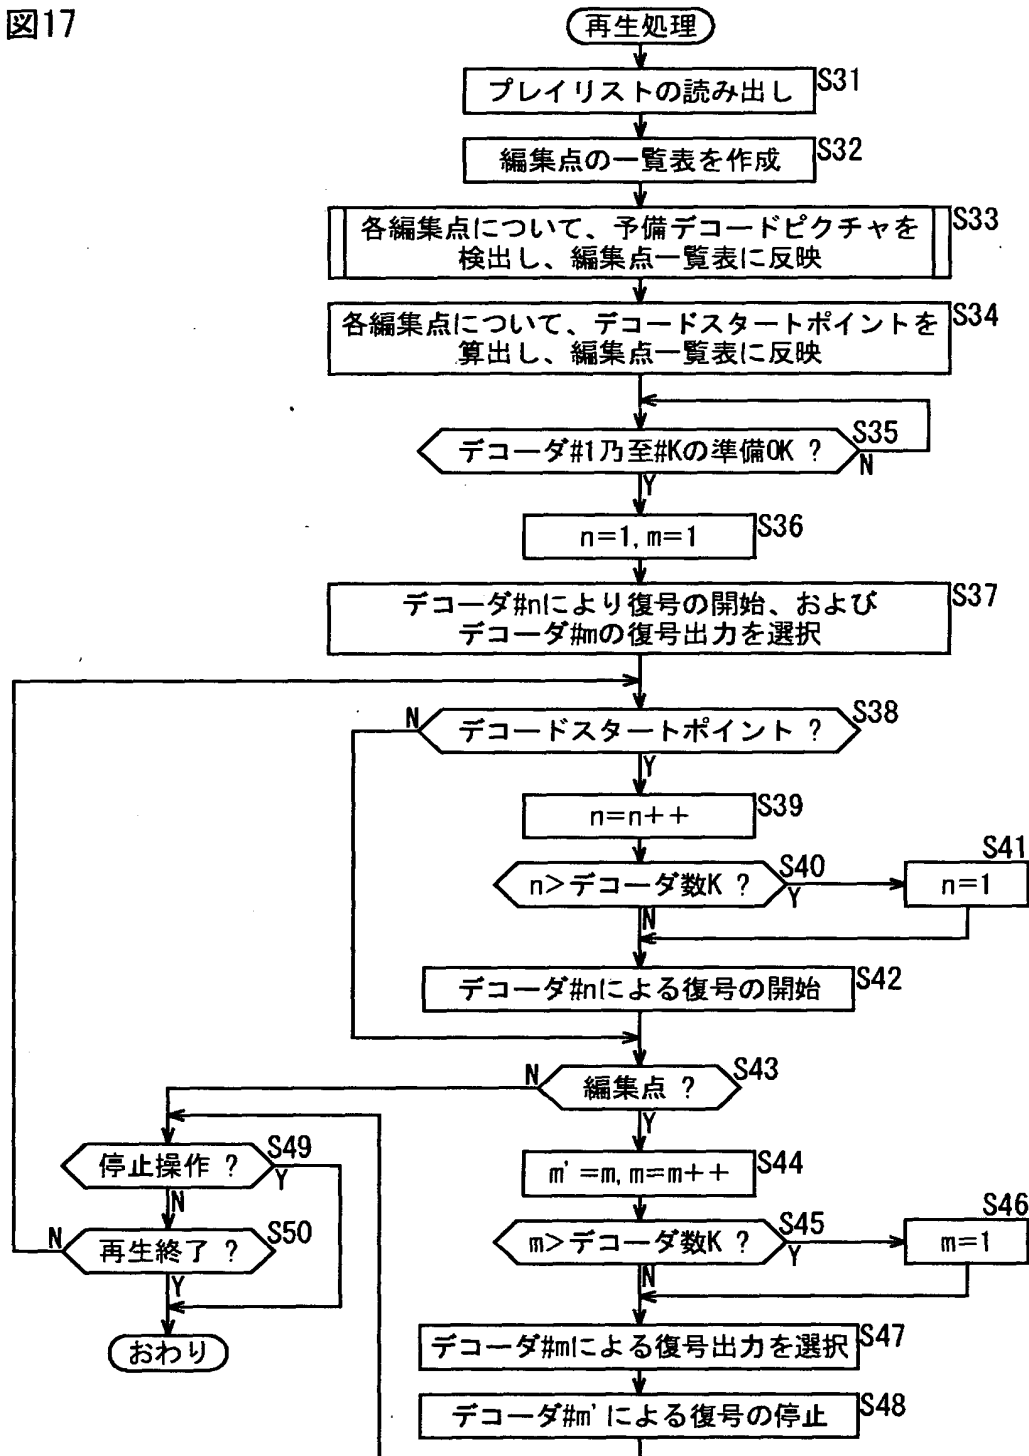 図17
再生処理
プレイリストの読み出し
S31
編集点の一覧表を作成
S32
各編集点について、予備デコードピクチャを
検出し、編集点一覧表に反映
S33
各編集点について、デコードスタートポイントを
算出し、編集点一覧表に反映
S34
デコーダ#1乃至#Kの準備OK ?
S35
N
Y
n=1, m=1
S36
デコーダ#nにより復号の開始、および
デコーダ#mの復号出力を選択
S37
デコードスタートポイント ?
S38
N
Y
n=n++
S39
n>デコーダ数K ?
S40
Y
N
n=1
S41
デコーダ#nによる復号の開始
S42
編集点 ?
S43
N
Y
m'=m, m=m++
S44
m>デコーダ数K ?
S45
Y
N
m=1
S46
デコーダ#mによる復号出力を選択
S47
デコーダ#m'による復号の停止
S48
停止操作 ?
S49
Y
N
再生終了 ?
S50
N
Y
おわり